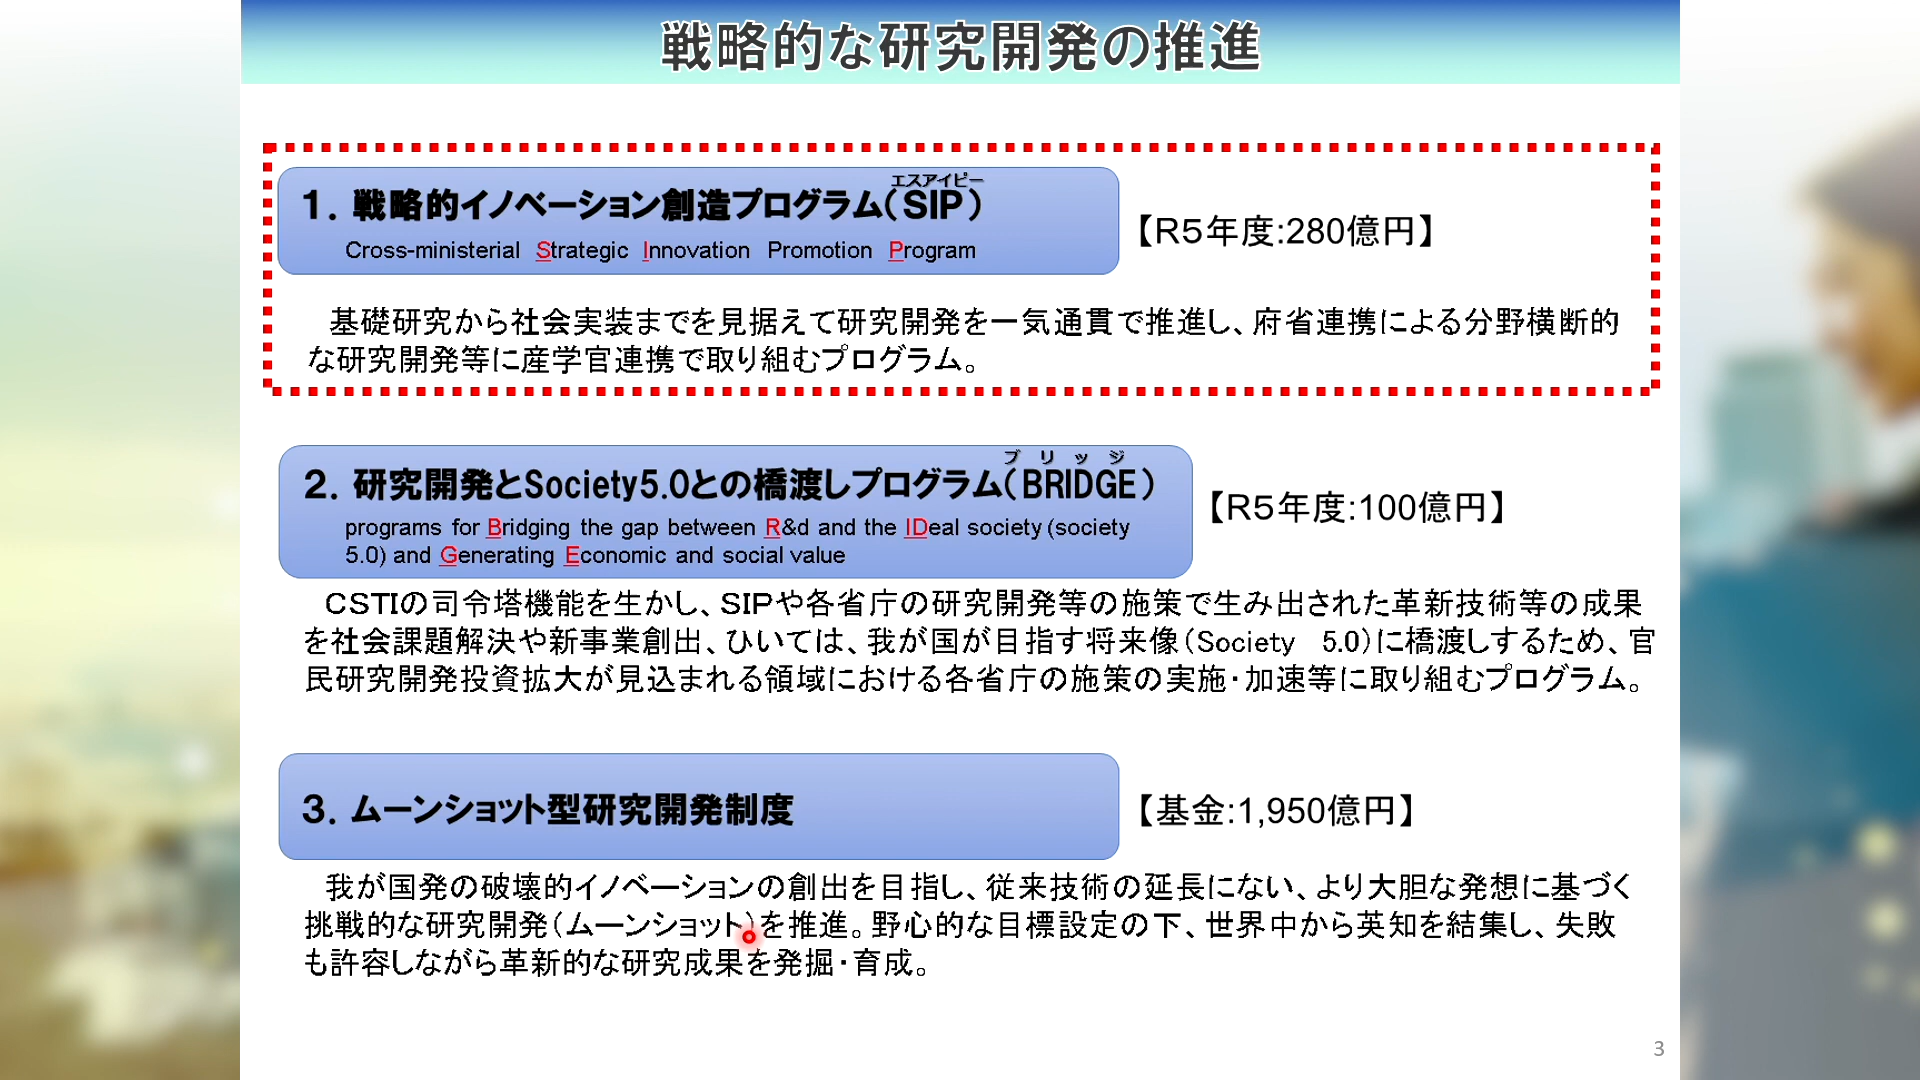 戦略的な研究開発の推進
エスアイピー
１．戦略的イノベーション創造プログラム（SIP）
Cross-ministerial Strategic Innovation Promotion Program
【R５年度:280億円】
基礎研究から社会実装までを見据えて研究開発を一気通貫で推進し、府省連携による分野横断的
な研究開発等に産学官連携で取り組むプログラム。
ブリッジ
２．研究開発とSociety5.0との橋渡しプログラム（BRIDGE）
programs for Bridging the gap between R&d and the IDeal society (society
5.0) and Generating Economic and social value
【R５年度:100億円】
CSTIの司令塔機能を生かし、SIPや各省庁の研究開発等の施策で生み出された革新技術等の成果
を社会課題解決や新事業創出、ひいては、我が国が目指す将来像（Society　5.0）に橋渡しするため、官
民研究開発投資拡大が見込まれる領域における各省庁の施策の実施・加速等に取り組むプログラム。
３．ムーンショット型研究開発制度
【基金:1,950億円】
我が国発の破壊的イノベーションの創出を目指し、従来技術の延長にない、より大胆な発想に基づく
挑戦的な研究開発（ムーンショット）を推進。野心的な目標設定の下、世界中から英知を結集し、失敗
も許容しながら革新的な研究成果を発掘・育成。
3